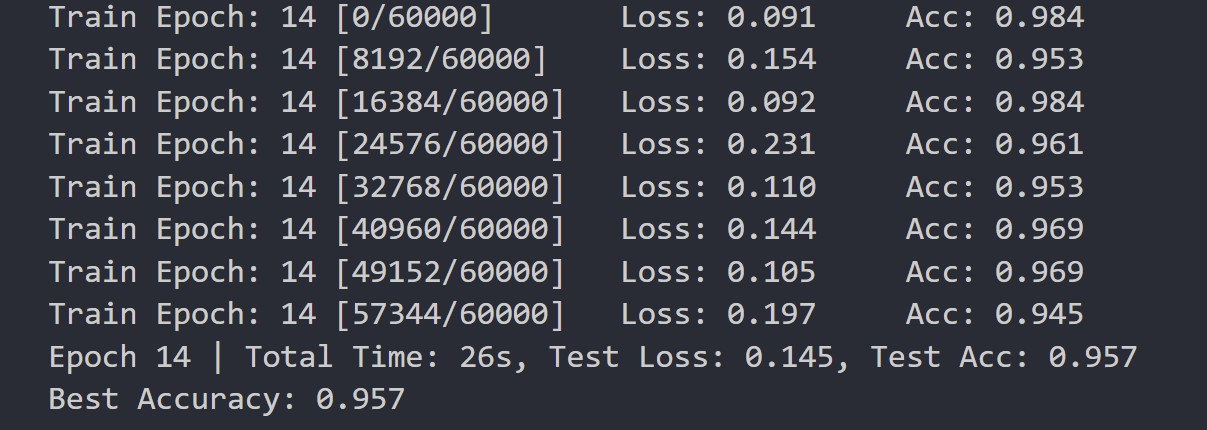 Train Epoch: 14 [0/60000] Loss: 0.091 Acc: 0.984
Train Epoch: 14 [8192/60000] Loss: 0.154 Acc: 0.953
Train Epoch: 14 [16384/60000] Loss: 0.092 Acc: 0.984
Train Epoch: 14 [24576/60000] Loss: 0.231 Acc: 0.961
Train Epoch: 14 [32768/60000] Loss: 0.110 Acc: 0.953
Train Epoch: 14 [40960/60000] Loss: 0.144 Acc: 0.969
Train Epoch: 14 [49152/60000] Loss: 0.105 Acc: 0.969
Train Epoch: 14 [57344/60000] Loss: 0.197 Acc: 0.945
Epoch 14 | Total Time: 26s, Test Loss: 0.145, Test Acc: 0.957
Best Accuracy: 0.957